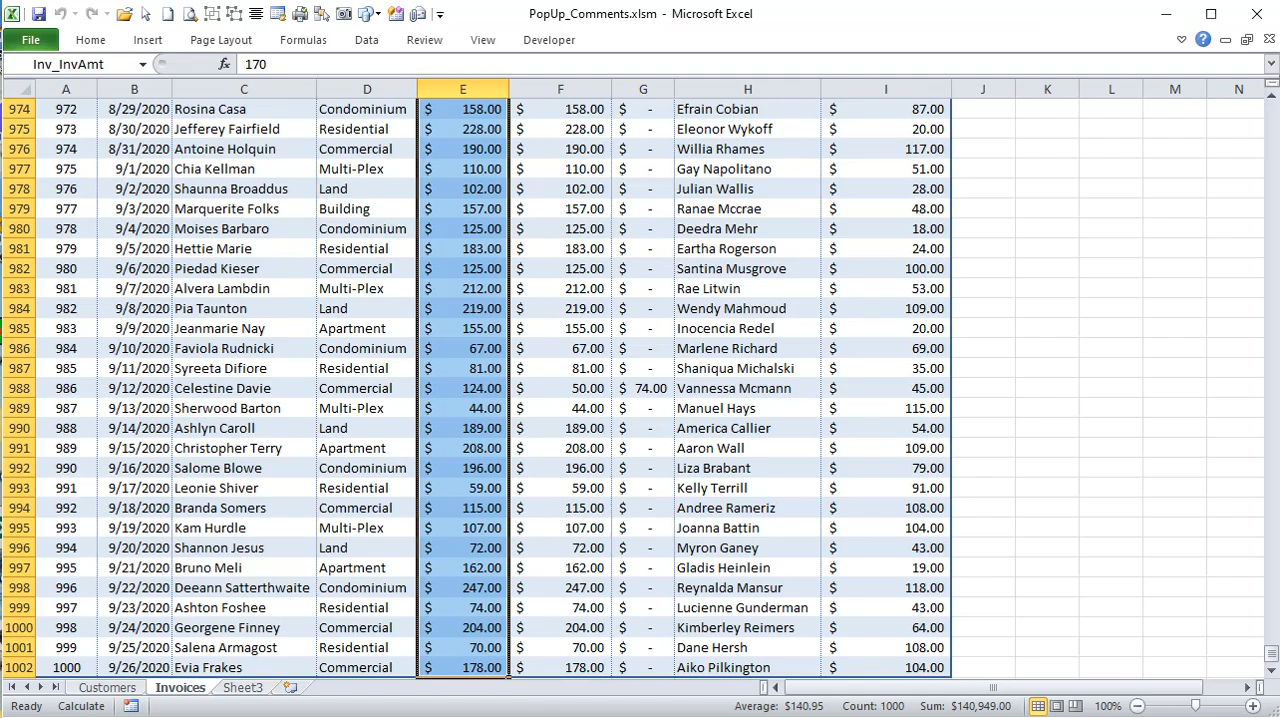 PopUp_Comments.xlsm - Microsoft Excel
File Home Insert Page Layout Formulas Data Review View Developer
Inv_InvAmt fx 170
A B C D E F G H I J K L M N
974 972 8/29/2020 Rosina Casa Condominium $ 158.00 $ 158.00 $ - Efrain Cobian $ 87.00
975 973 8/30/2020 Jefferey Fairfield Residential $ 228.00 $ 228.00 $ - Eleonor Wykoff $ 20.00
976 974 8/31/2020 Antoine Holquin Commercial $ 190.00 $ 190.00 $ - Willia Rhames $ 117.00
977 975 9/1/2020 Chia Kellman Multi-Plex $ 110.00 $ 110.00 $ - Gay Napolitano $ 51.00
978 976 9/2/2020 Shaunna Broaddus Land $ 102.00 $ 102.00 $ - Julian Wallis $ 28.00
979 977 9/3/2020 Marquerite Folks Building $ 157.00 $ 157.00 $ - Ranae Mccrae $ 48.00
980 978 9/4/2020 Moises Barbaro Condominium $ 125.00 $ 125.00 $ - Deedra Mehr $ 18.00
981 979 9/5/2020 Hettie Marie Residential $ 183.00 $ 183.00 $ - Eartha Rogerson $ 24.00
982 980 9/6/2020 Piedad Kieser Commercial $ 125.00 $ 125.00 $ - Santina Musgrove $ 100.00
983 981 9/7/2020 Alvera Lambdin Multi-Plex $ 212.00 $ 212.00 $ - Rae Litwin $ 53.00
984 982 9/8/2020 Pia Taunton Land $ 219.00 $ 219.00 $ - Wendy Mahmoud $ 109.00
985 983 9/9/2020 Jeanmarie Nay Apartment $ 155.00 $ 155.00 $ - Inocencia Redel $ 20.00
986 984 9/10/2020 Faviola Rudnicki Condominium $ 67.00 $ 67.00 $ - Marlene Richard $ 69.00
987 985 9/11/2020 Syreeta Difiore Residential $ 81.00 $ 81.00 $ - Shaniqua Michalski $ 35.00
988 986 9/12/2020 Celestine Davie Commercial $ 124.00 $ 50.00 $ 74.00 Vannessa Mcmann $ 45.00
989 987 9/13/2020 Sherwood Barton Multi-Plex $ 44.00 $ 44.00 $ - Manuel Hays $ 115.00
990 988 9/14/2020 Ashlyn Caroll Land $ 189.00 $ 189.00 $ - America Callier $ 54.00
991 989 9/15/2020 Christopher Terry Apartment $ 208.00 $ 208.00 $ - Aaron Wall $ 109.00
992 990 9/16/2020 Salome Blowe Condominium $ 196.00 $ 196.00 $ - Liza Brabant $ 79.00
993 991 9/17/2020 Leonie Shiver Residential $ 59.00 $ 59.00 $ - Kelly Terrill $ 91.00
994 992 9/18/2020 Branda Somers Commercial $ 115.00 $ 115.00 $ - Andree Rameriz $ 108.00
995 993 9/19/2020 Kam Hurdle Multi-Plex $ 107.00 $ 107.00 $ - Joanna Battin $ 104.00
996 994 9/20/2020 Shannon Jesus Land $ 72.00 $ 72.00 $ - Myron Ganey $ 43.00
997 995 9/21/2020 Bruno Meli Apartment $ 162.00 $ 162.00 $ - Gladis Heinlein $ 19.00
998 996 9/22/2020 Deeann Satterthwaite Condominium $ 247.00 $ 247.00 $ - Reynalda Mansur $ 118.00
999 997 9/23/2020 Ashton Foshee Residential $ 74.00 $ 74.00 $ - Lucienne Gunderman $ 43.00
1000 998 9/24/2020 Georgene Finney Commercial $ 204.00 $ 204.00 $ - Kimberley Reimers $ 64.00
1001 999 9/25/2020 Salena Armagost Residential $ 70.00 $ 70.00 $ - Dane Hersh $ 108.00
1002 1000 9/26/2020 Evia Frakes Commercial $ 178.00 $ 178.00 $ - Aiko Pilkington $ 104.00
Customers Invoices Sheet3
Ready Calculate Average: $140.95 Count: 1000 Sum: $140,949.00 100%